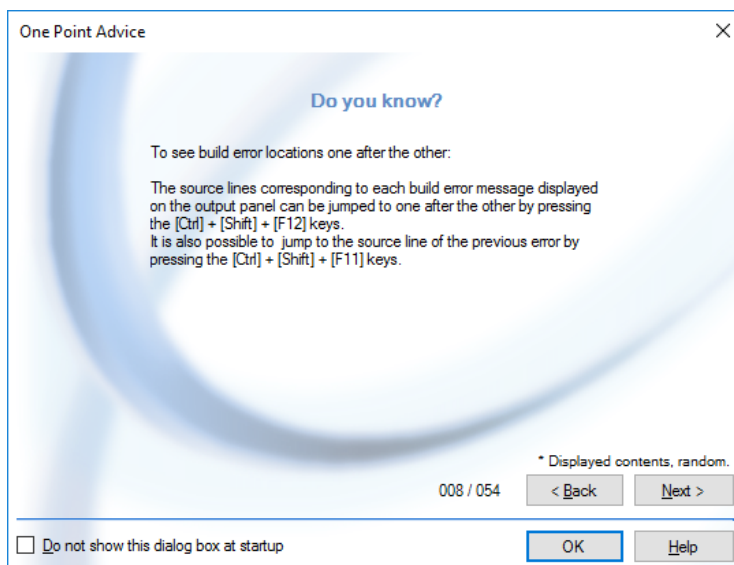 One Point Advice
Do you know?
To see build error locations one after the other:
The source lines corresponding to each build error message displayed
on the output panel can be jumped to one after the other by pressing
the [Ctrl] + [Shift] + [F12] keys.
It is also possible to  jump to the source line of the previous error by
pressing the [Ctrl] + [Shift] + [F11] keys.
* Displayed contents, random.
008 / 054
< Back
Next >
Do not show this dialog box at startup
OK
Help